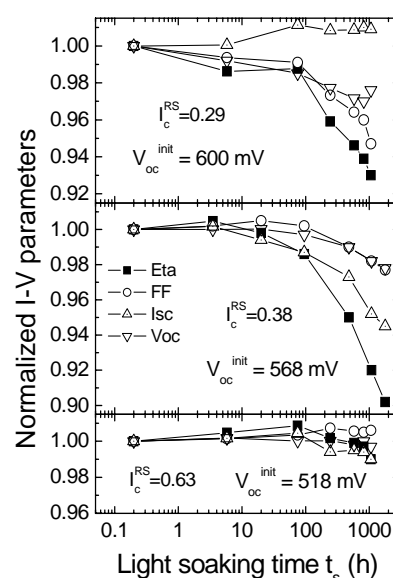 Normalized I-V parameters
1.00
0.98
0.96
0.94
0.92
I_c^RS=0.29
V_oc^init = 600 mV
1.00
0.98
0.96
0.94
0.92
0.90
Eta
FF
Isc
Voc
I_c^RS=0.38
V_oc^init = 568 mV
1.00
0.98
0.96
I_c^RS=0.63
V_oc^init = 518 mV
0.1 1 10 100 1000
Light soaking time t_s (h)